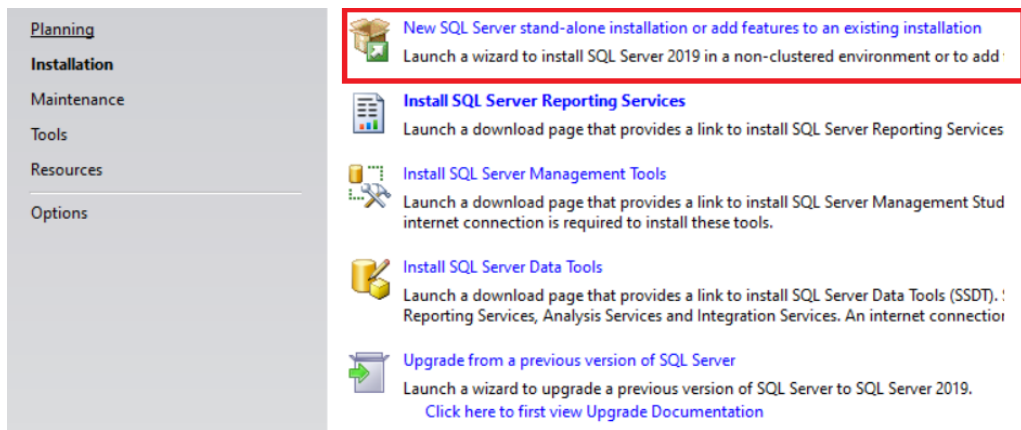 Planning
Installation
Maintenance
Tools
Resources
Options
New SQL Server stand-alone installation or add features to an existing installation
Launch a wizard to install SQL Server 2019 in a non-clustered environment or to add
Install SQL Server Reporting Services
Launch a download page that provides a link to install SQL Server Reporting Services
Install SQL Server Management Tools
Launch a download page that provides a link to install SQL Server Management Stud
internet connection is required to install these tools.
Install SQL Server Data Tools
Launch a download page that provides a link to install SQL Server Data Tools (SSDT).
Reporting Services, Analysis Services and Integration Services. An internet connection
Upgrade from a previous version of SQL Server
Launch a wizard to upgrade a previous version of SQL Server to SQL Server 2019.
Click here to first view Upgrade Documentation